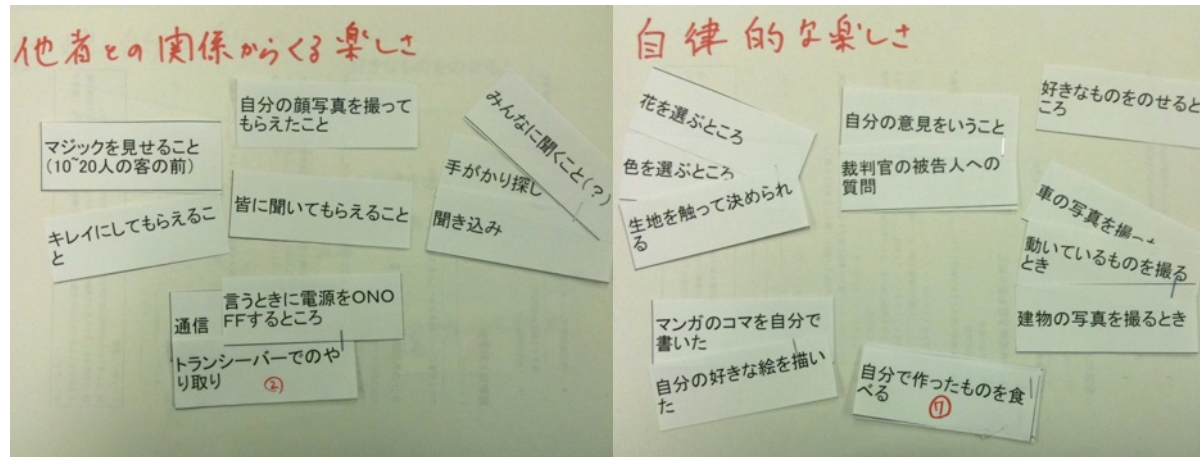 他者との関係からくる楽しさ
自分の顔写真を撮って
もらえたこと
マジックを見せること
(10~20人の客の前)
みんなに聞くこと(?)
手がかり探し
聞き込み
キレイにしてもらえるこ
と
皆に聞いてもらえること
言うときに電源をONO
FFするところ
通信
トランシーバーでのや
り取り
②
自律的な楽しさ
花を選ぶところ
色を選ぶところ
生地を触って決められ
る
自分の意見をいうこと
裁判官の被告人への
質問
好きなものをのせると
ころ
車の写真を撮った
動いているものを撮る
とき
建物の写真を撮るとき
マンガのコマを自分で
書いた
自分の好きな絵を描い
た
自分で作ったものを食
べる
⑦